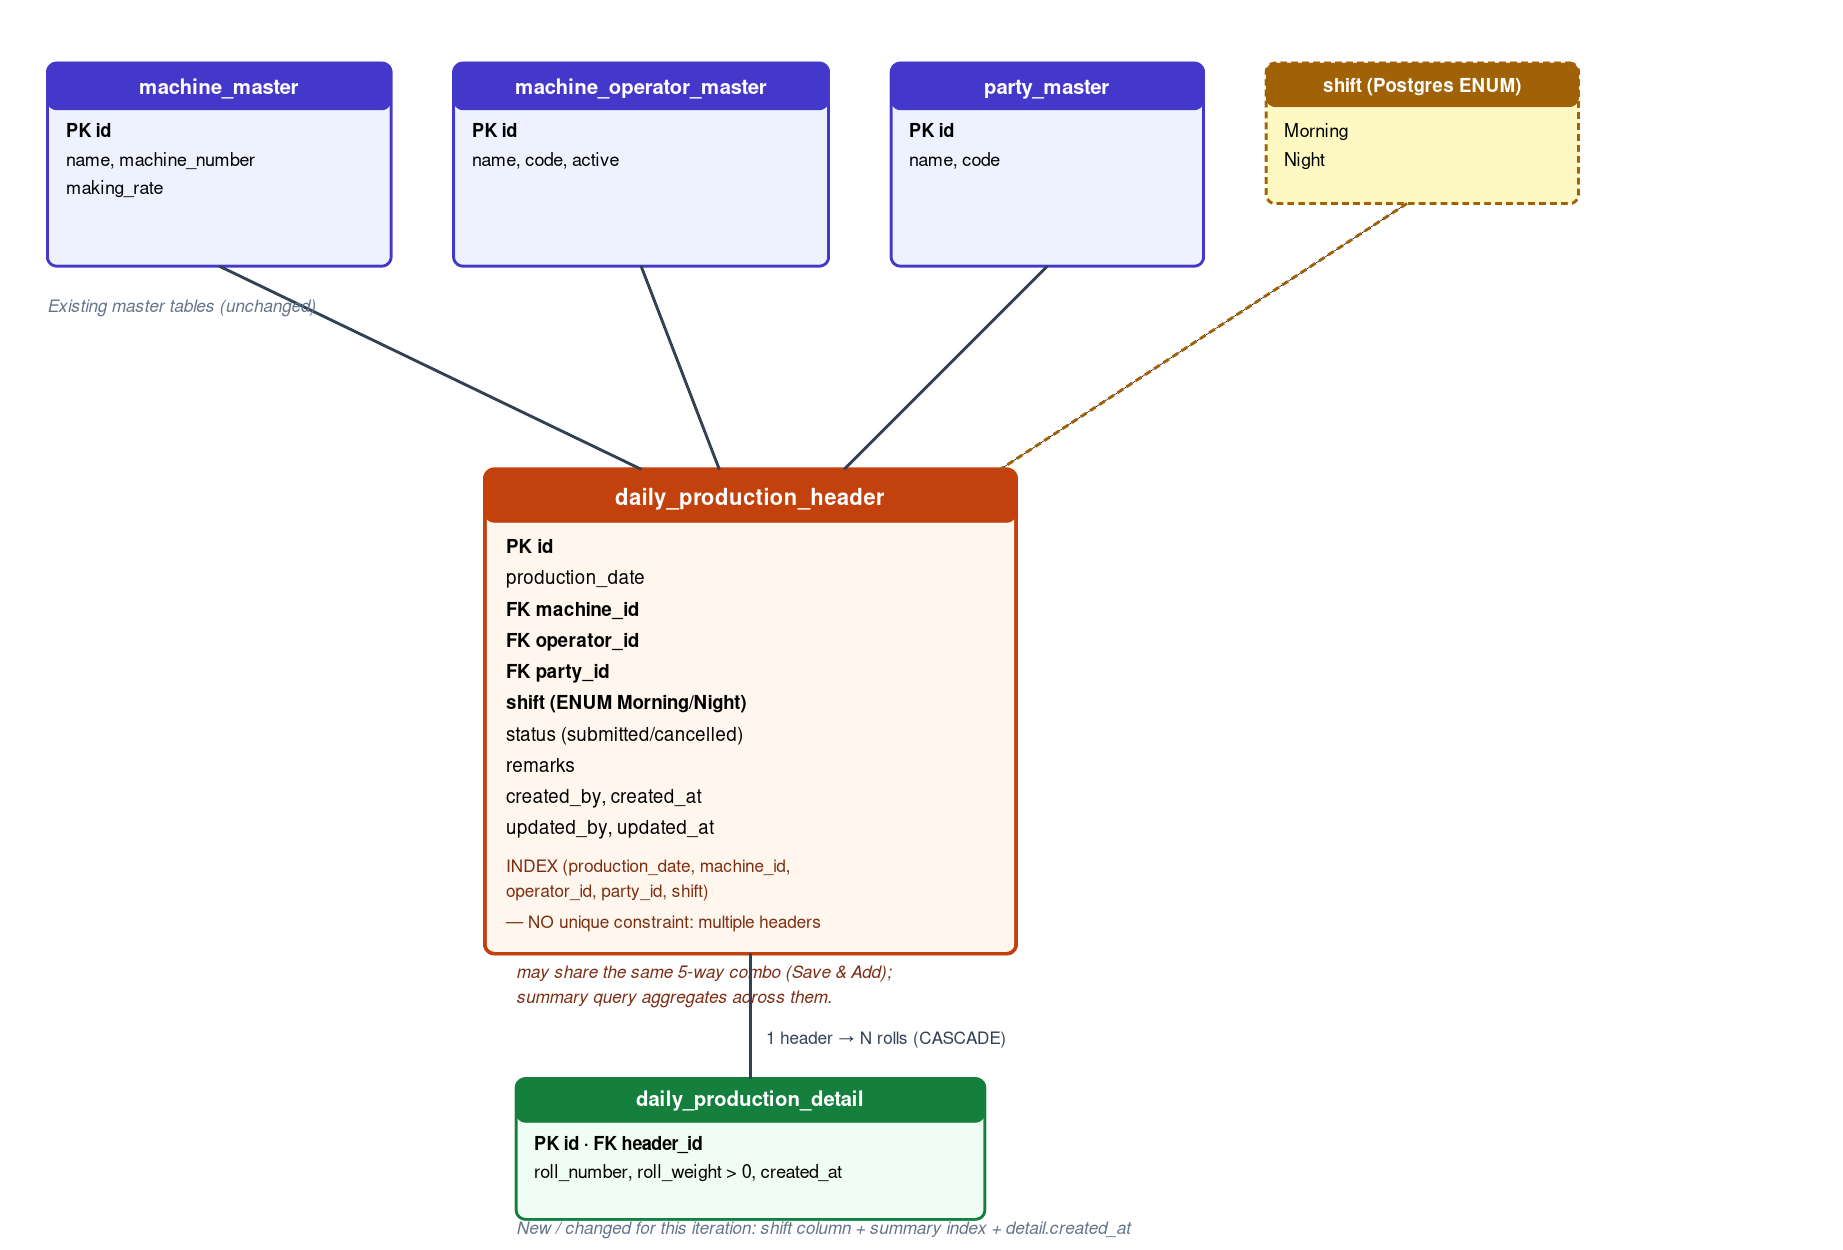 machine_master
PK id
name, machine_number
making_rate
machine_operator_master
PK id
name, code, active
party_master
PK id
name, code
shift (Postgres ENUM)
Morning
Night
Existing master tables (unchanged)
daily_production_header
PK id
production_date
FK machine_id
FK operator_id
FK party_id
shift (ENUM Morning/Night)
status (submitted/cancelled)
remarks
created_by, created_at
updated_by, updated_at
INDEX (production_date, machine_id,
operator_id, party_id, shift)
— NO unique constraint: multiple headers
may share the same 5-way combo (Save & Add);
summary query aggregates across them.
1 header → N rolls (CASCADE)
daily_production_detail
PK id · FK header_id
roll_number, roll_weight > 0, created_at
New / changed for this iteration: shift column + summary index + detail.created_at